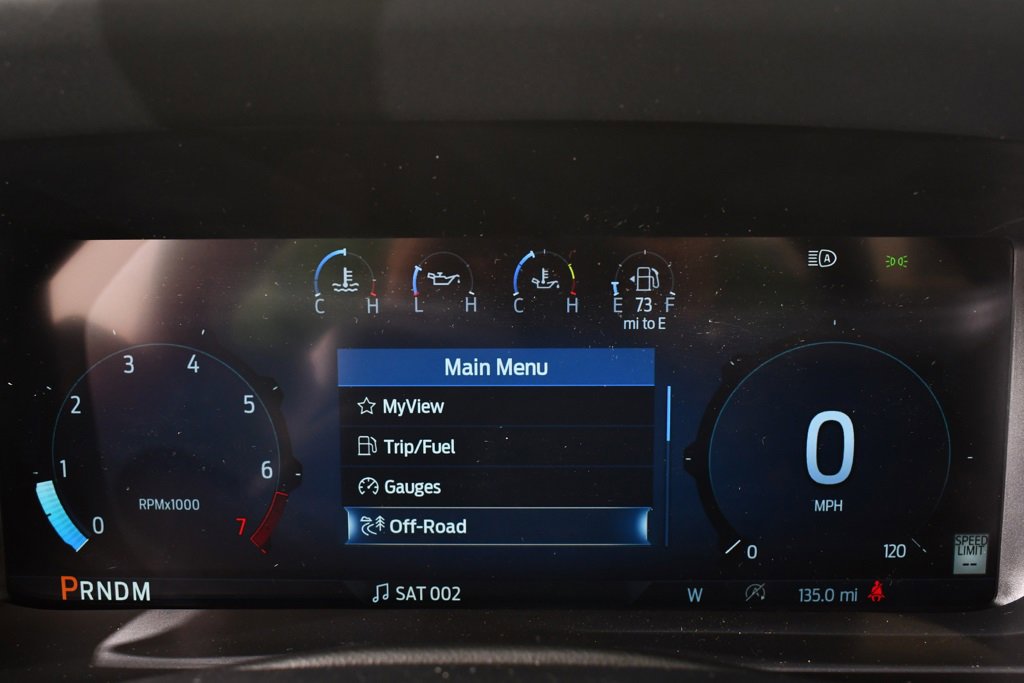 C H
L H
C H
E 73 F
mi to E
A
Main Menu
MyView
Trip/Fuel
Gauges
Off-Road
3 4
2 5
1 6
0 7
RPMx1000
0
MPH
0 120
SPEED
LIMIT
--
PRNDM
SAT 002
W
A
135.0 mi